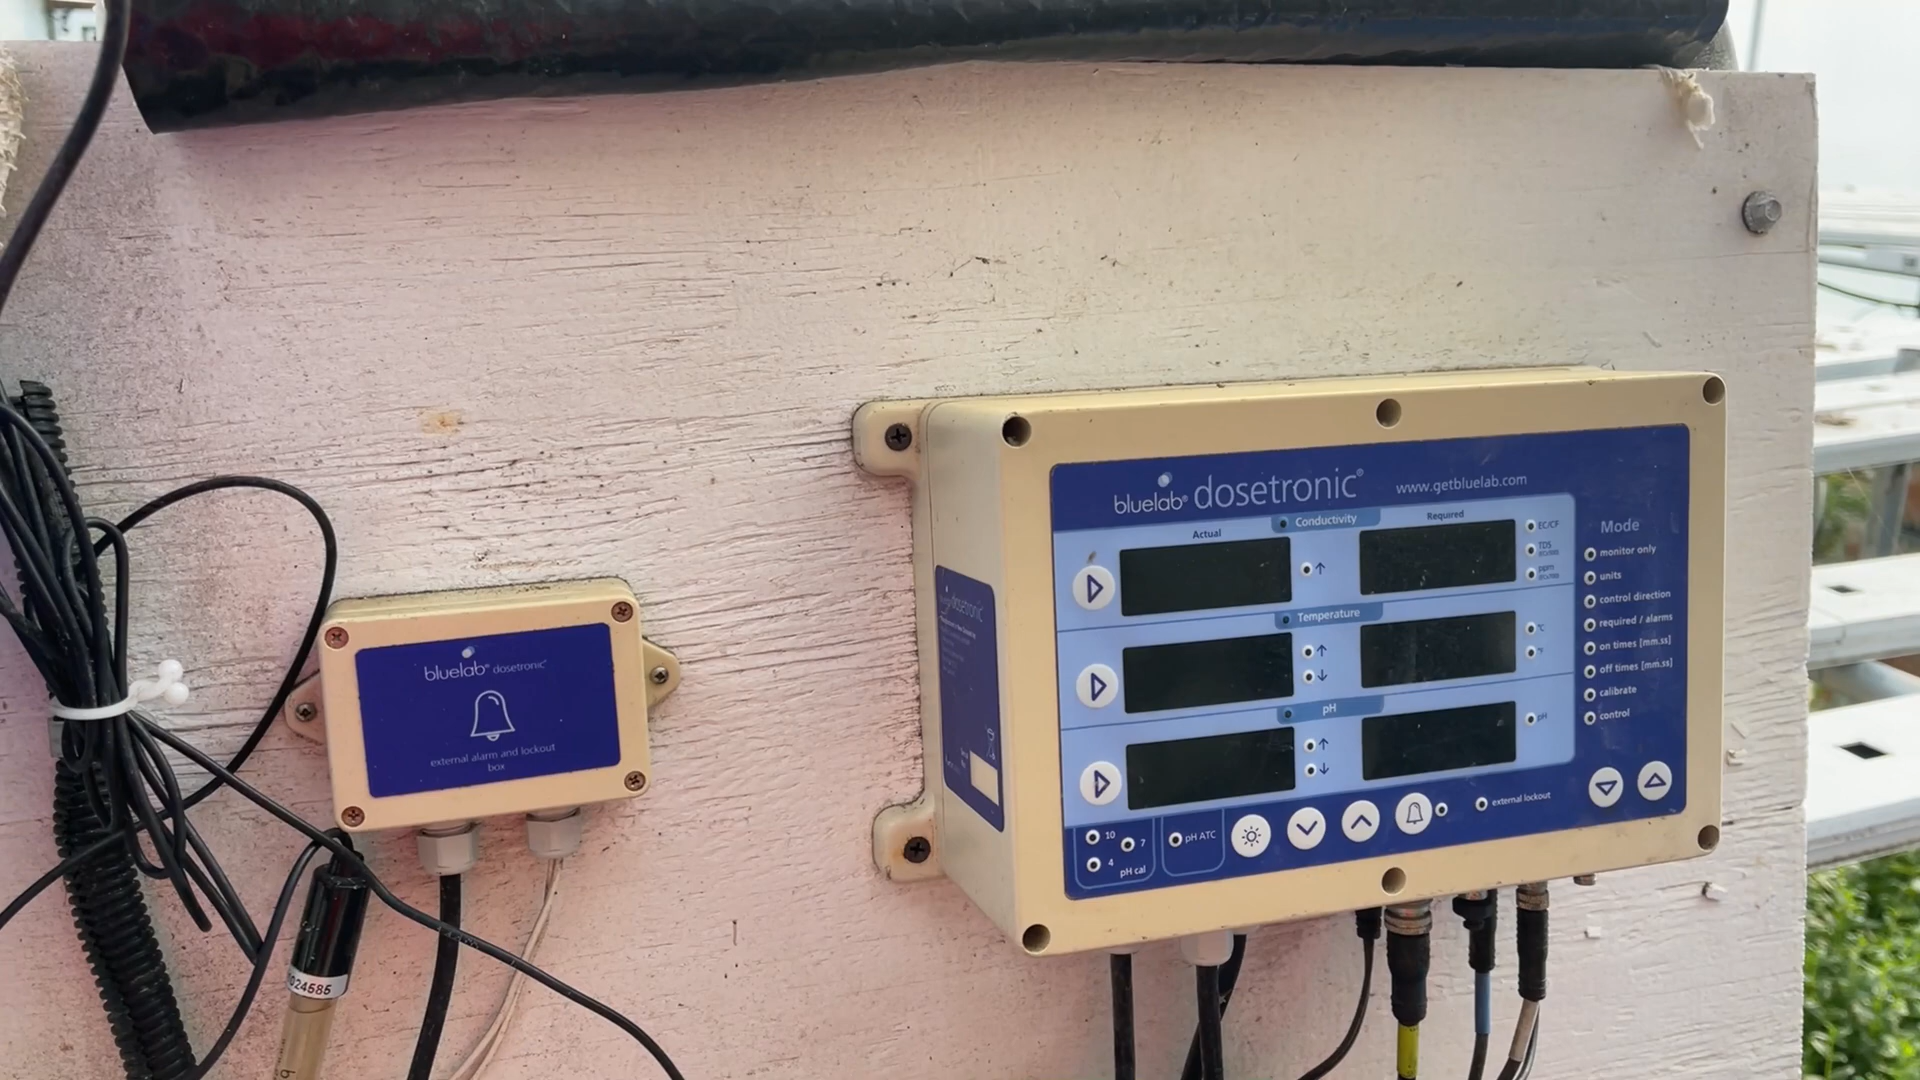 bluelab® dosetronic®
www.getbluelab.com
Actual
Conductivity
Required
EC/CF
TDS
ppm
Temperature
°C
°F
pH
pH
Mode
monitor only
units
control direction
required / alarms
on times [mm.ss]
off times [mm.ss]
calibrate
control
10
7
4
pH cal
pH ATC
external lockout
bluelab® dosetronic®
external alarm and lockout
box
dosetronic
024585